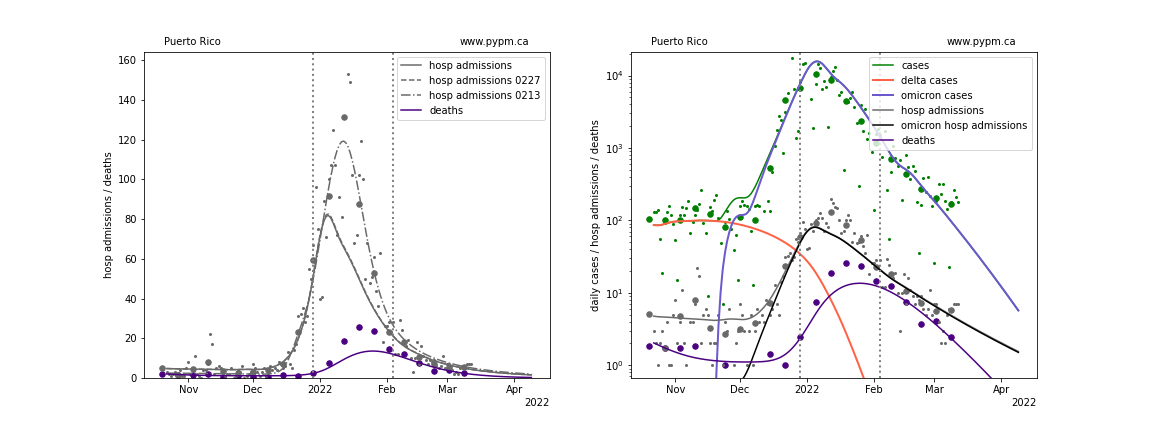 Puerto Rico www.pypm.ca
hosp admissions / deaths
160
140
120
100
80
60
40
20
0
hosp admissions
hosp admissions 0227
hosp admissions 0213
deaths
Nov Dec 2022 Feb Mar Apr
2022
Puerto Rico www.pypm.ca
daily cases / hosp admissions / deaths
10⁴
10³
10²
10¹
10⁰
cases
delta cases
omicron cases
hosp admissions
omicron hosp admissions
deaths
Nov Dec 2022 Feb Mar Apr
2022